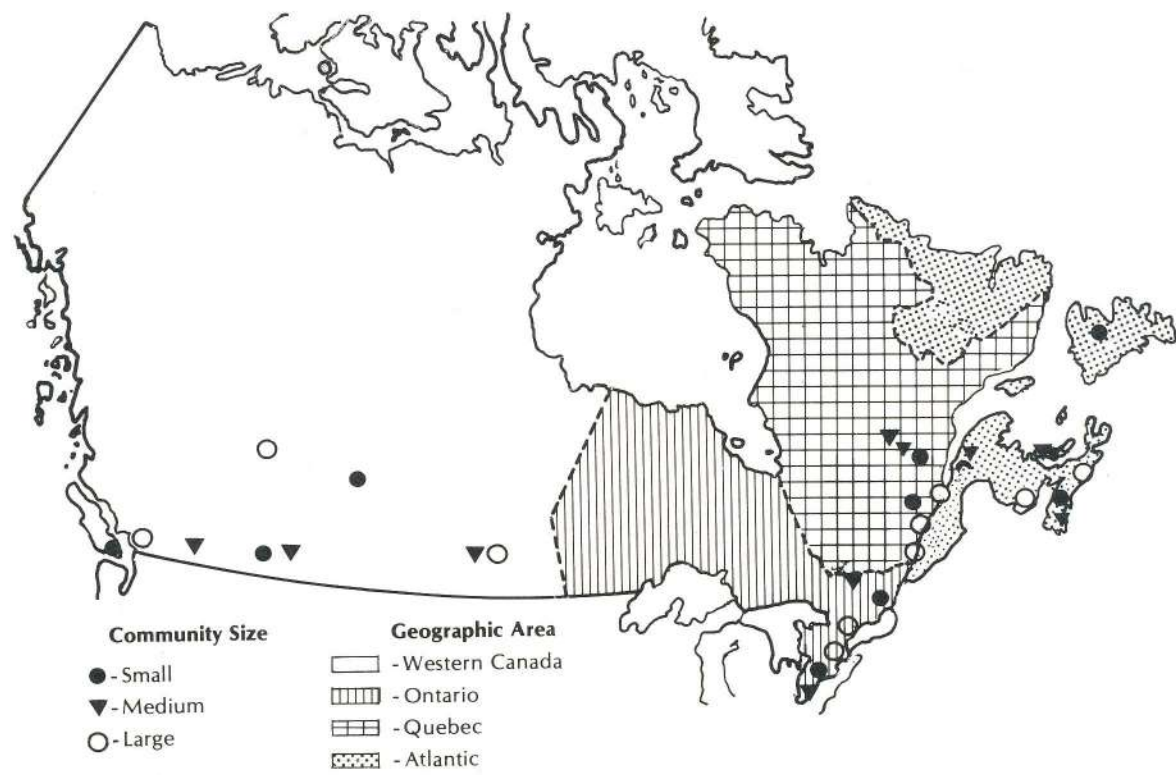 Community Size
- Small
- Medium
- Large
Geographic Area
- Western Canada
- Ontario
- Quebec
- Atlantic